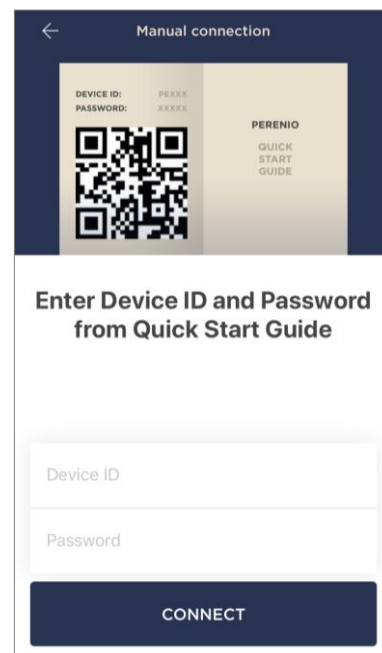 Manual connection
DEVICE ID: PEXXX
PASSWORD: XXXXX
PERENIO
QUICK
START
GUIDE
Enter Device ID and Password
from Quick Start Guide
Device ID
Password
CONNECT